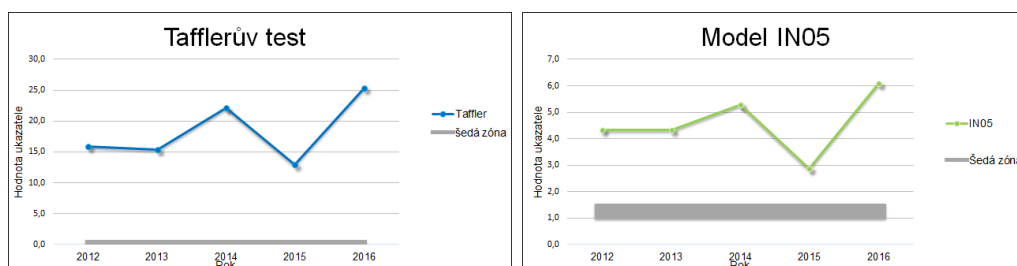 Tafflerův test
Hodnota ukazatele
30,0
25,0
20,0
15,0
10,0
5,0
0,0
2012 2013 2014 2015 2016
Rok
Taffler
šedá zóna
Model IN05
Hodnota ukazatele
7,0
6,0
5,0
4,0
3,0
2,0
1,0
0,0
2012 2013 2014 2015 2016
Rok
IN05
Šedá zóna